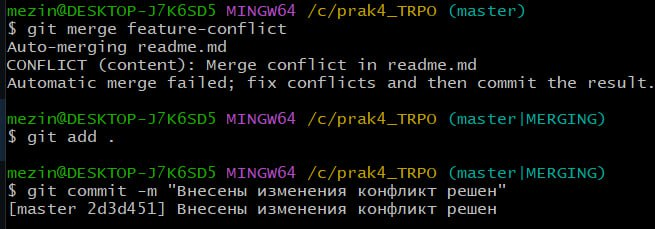 mezin@DESKTOP-J7K6SD5 MINGW64 /c/prak4_TRPO (master)
$ git merge feature-conflict
Auto-merging readme.md
CONFLICT (content): Merge conflict in readme.md
Automatic merge failed; fix conflicts and then commit the result.
mezin@DESKTOP-J7K6SD5 MINGW64 /c/prak4_TRPO (master|MERGING)
$ git add .
mezin@DESKTOP-J7K6SD5 MINGW64 /c/prak4_TRPO (master|MERGING)
$ git commit -m "Внесены изменения конфликт решен"
[master 2d3d451] Внесены изменения конфликт решен